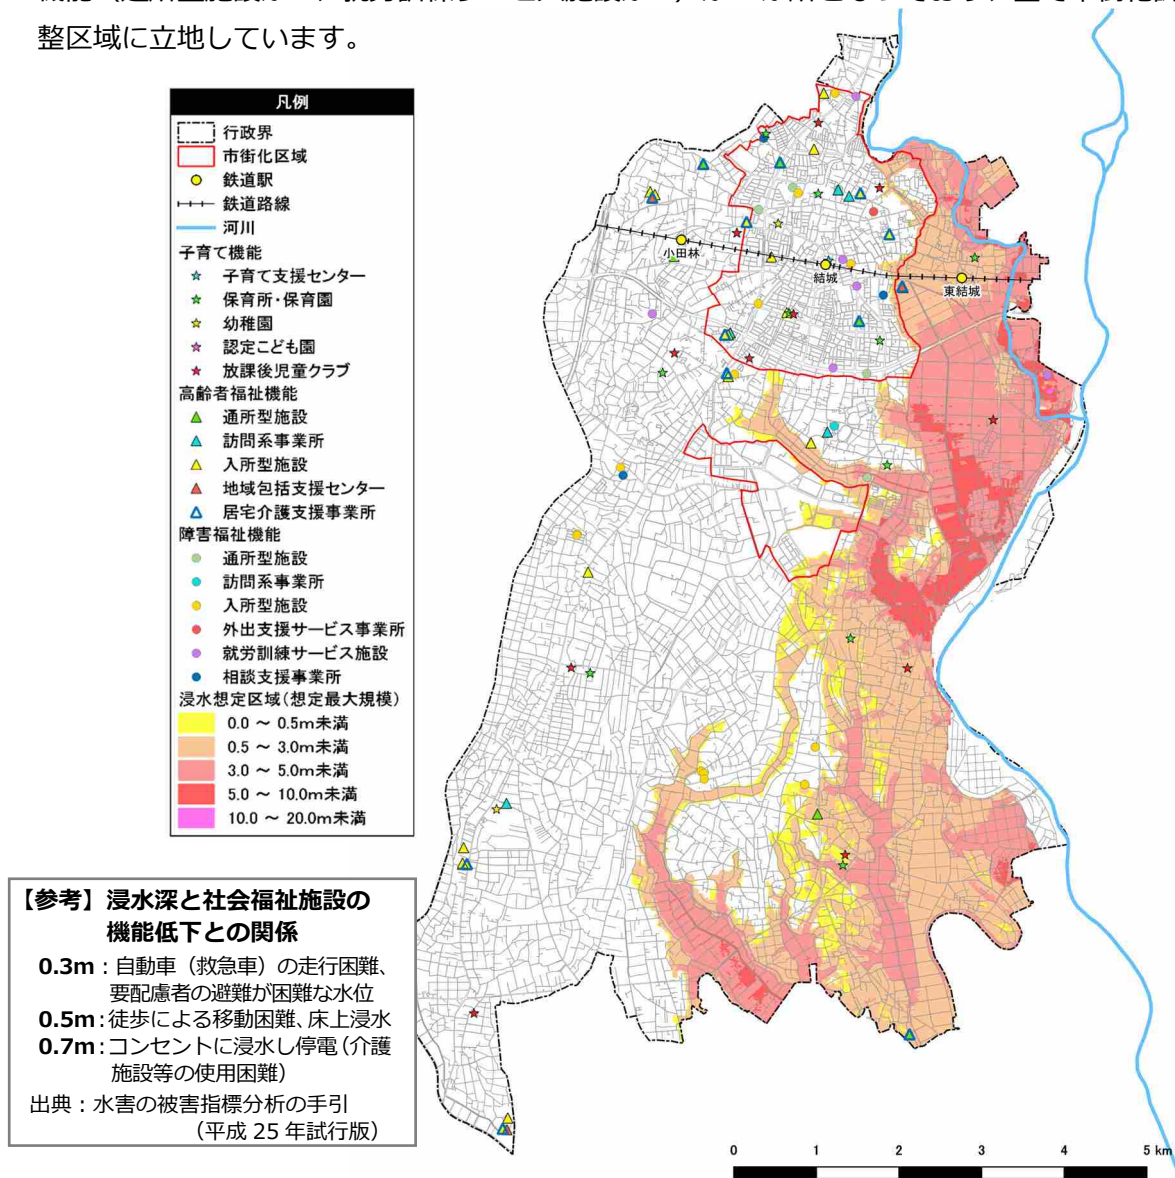 整区域に立地しています。
凡例
行政界
市街化区域
鉄道駅
鉄道路線
河川
子育て機能
子育て支援センター
保育所・保育園
幼稚園
認定こども園
放課後児童クラブ
高齢者福祉機能
通所型施設
訪問系事業所
入所型施設
地域包括支援センター
居宅介護支援事業所
障害福祉機能
通所型施設
訪問系事業所
入所型施設
外出支援サービス事業所
就労訓練サービス施設
相談支援事業所
浸水想定区域(想定最大規模)
0.0 ～ 0.5m未満
0.5 ～ 3.0m未満
3.0 ～ 5.0m未満
5.0 ～ 10.0m未満
10.0 ～ 20.0m未満
小田林
結城
東結城
【参考】浸水深と社会福祉施設の
機能低下との関係
0.3m：自動車（救急車）の走行困難、
要配慮者の避難が困難な水位
0.5m：徒歩による移動困難、床上浸水
0.7m：コンセントに浸水し停電（介護
施設等の使用困難）
出典：水害の被害指標分析の手引
（平成 25 年試行版）
0 1 2 3 4 5 km